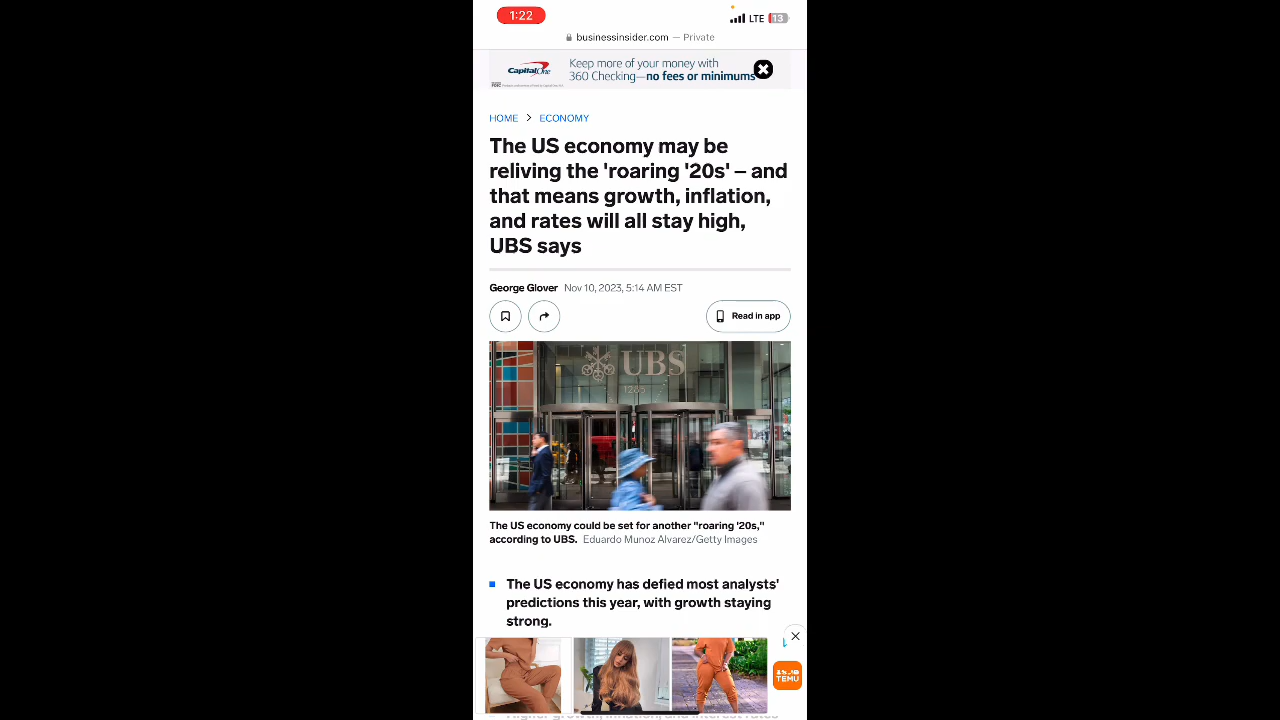 1:22
LTE 13
businessinsider.com — Private
Capital One
Keep more of your money with
360 Checking—no fees or minimums
HOME > ECONOMY
The US economy may be
reliving the 'roaring '20s' – and
that means growth, inflation,
and rates will all stay high,
UBS says
George Glover Nov 10, 2023, 5:14 AM EST
Read in app
UBS
1285
The US economy could be set for another "roaring '20s,"
according to UBS. Eduardo Munoz Alvarez/Getty Images
The US economy has defied most analysts'
predictions this year, with growth staying
strong.
TEMU